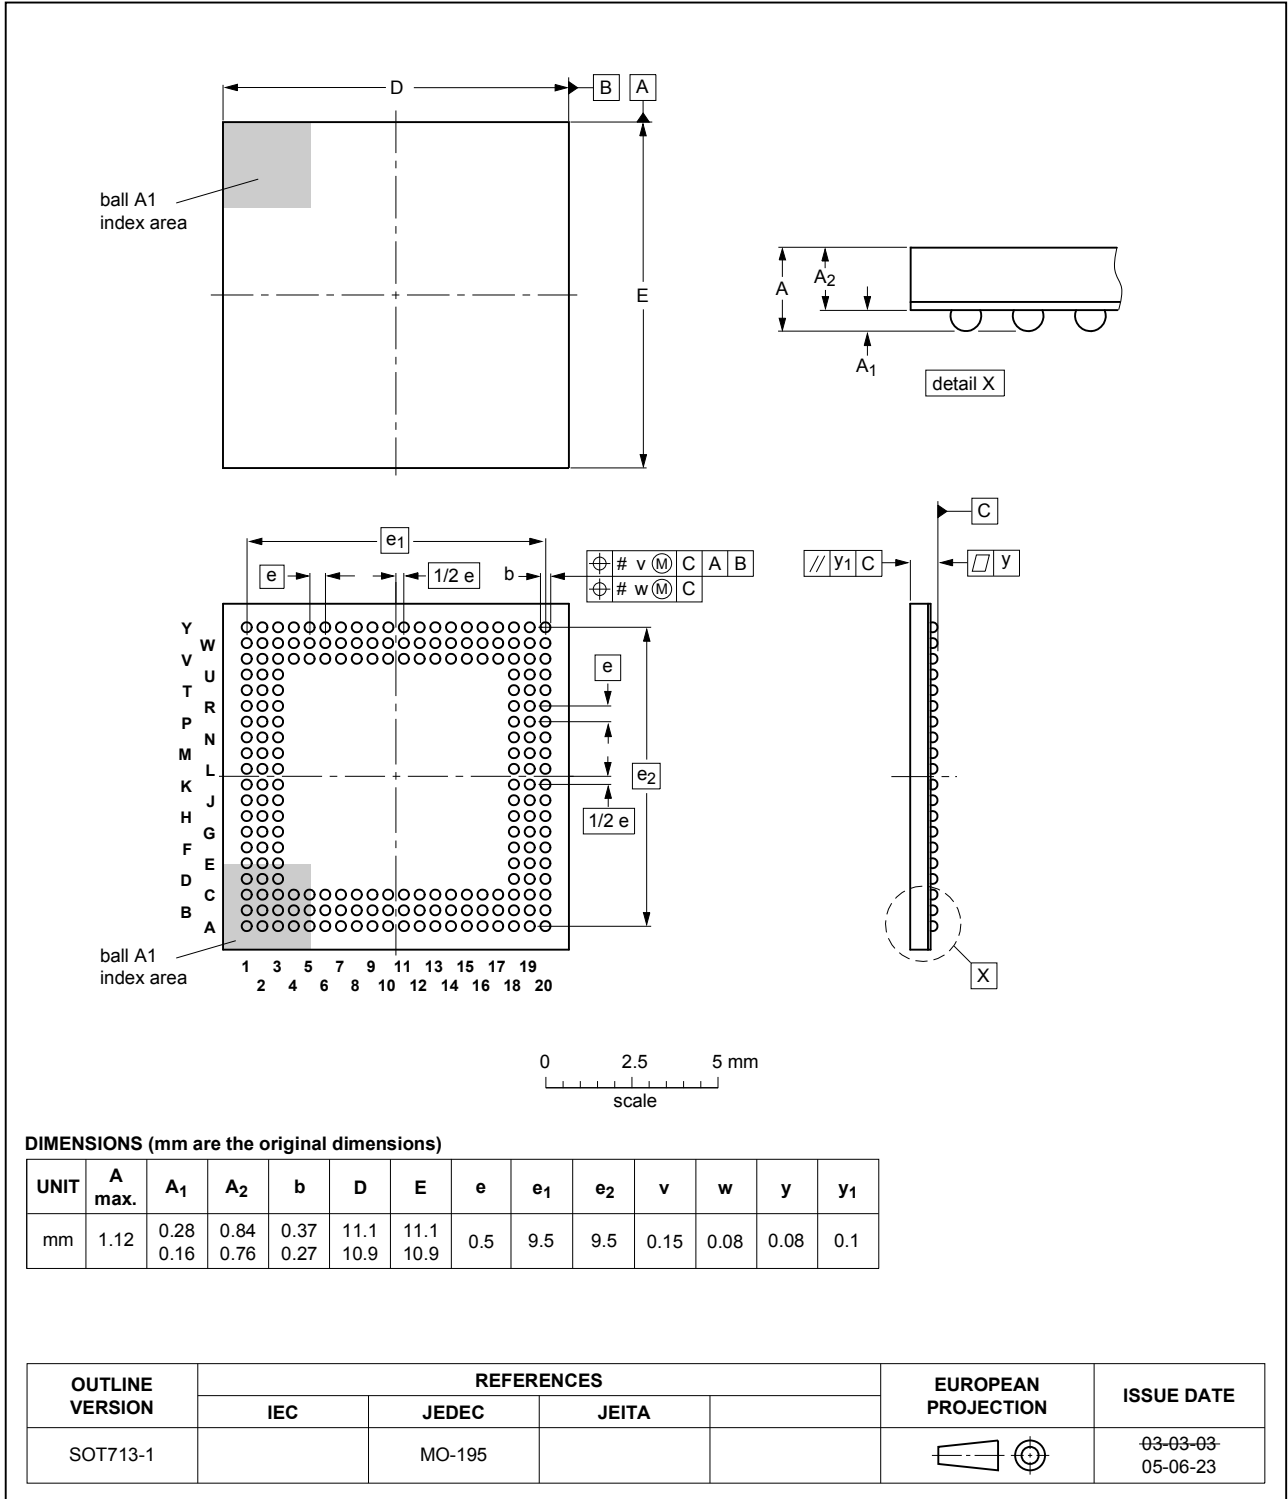 D
B
A
ball A1
index area
E
A
A2
A1
detail X
C
e1
e
1/2 e
b
# v M C A B
# w M C
// y1 C
y
Y
W
V
U
T
R
P
N
M
L
K
J
H
G
F
E
D
C
B
A
e
e2
1/2 e
ball A1
index area
1 3 5 7 9 11 13 15 17 19
2 4 6 8 10 12 14 16 18 20
X
0 2.5 5 mm
scale
DIMENSIONS (mm are the original dimensions)
UNIT A max. A1 A2 b D E e e1 e2 v w y y1
mm 1.12 0.28 0.16 0.84 0.76 0.37 0.27 11.1 10.9 11.1 10.9 0.5 9.5 9.5 0.15 0.08 0.08 0.1
OUTLINE VERSION REFERENCES EUROPEAN PROJECTION ISSUE DATE
IEC JEDEC JEITA
SOT713-1 MO-195 03-03-03
05-06-23